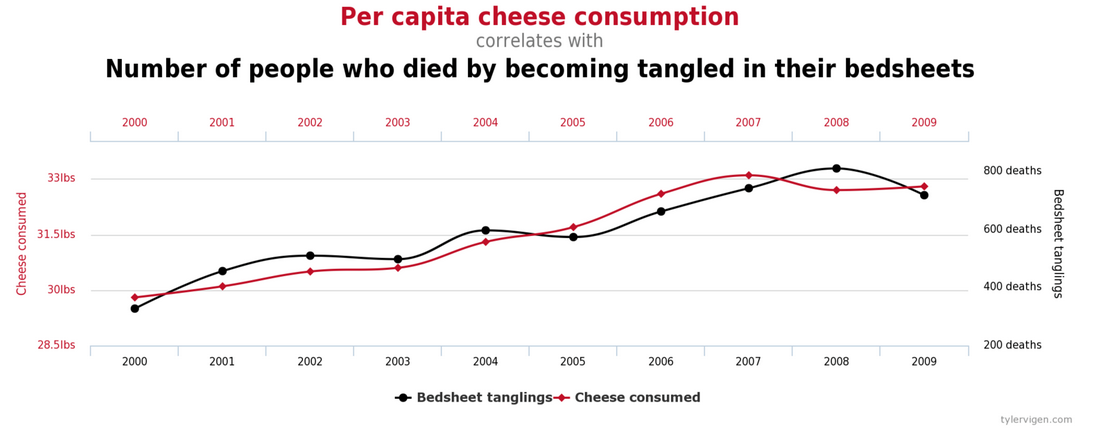 Per capita cheese consumption
correlates with
Number of people who died by becoming tangled in their bedsheets
2000 2001 2002 2003 2004 2005 2006 2007 2008 2009
33lbs
31.5lbs
30lbs
28.5lbs
Cheese consumed
800 deaths
600 deaths
400 deaths
200 deaths
Bedsheet tanglings
2000 2001 2002 2003 2004 2005 2006 2007 2008 2009
Bedsheet tanglings Cheese consumed
tylervigen.com